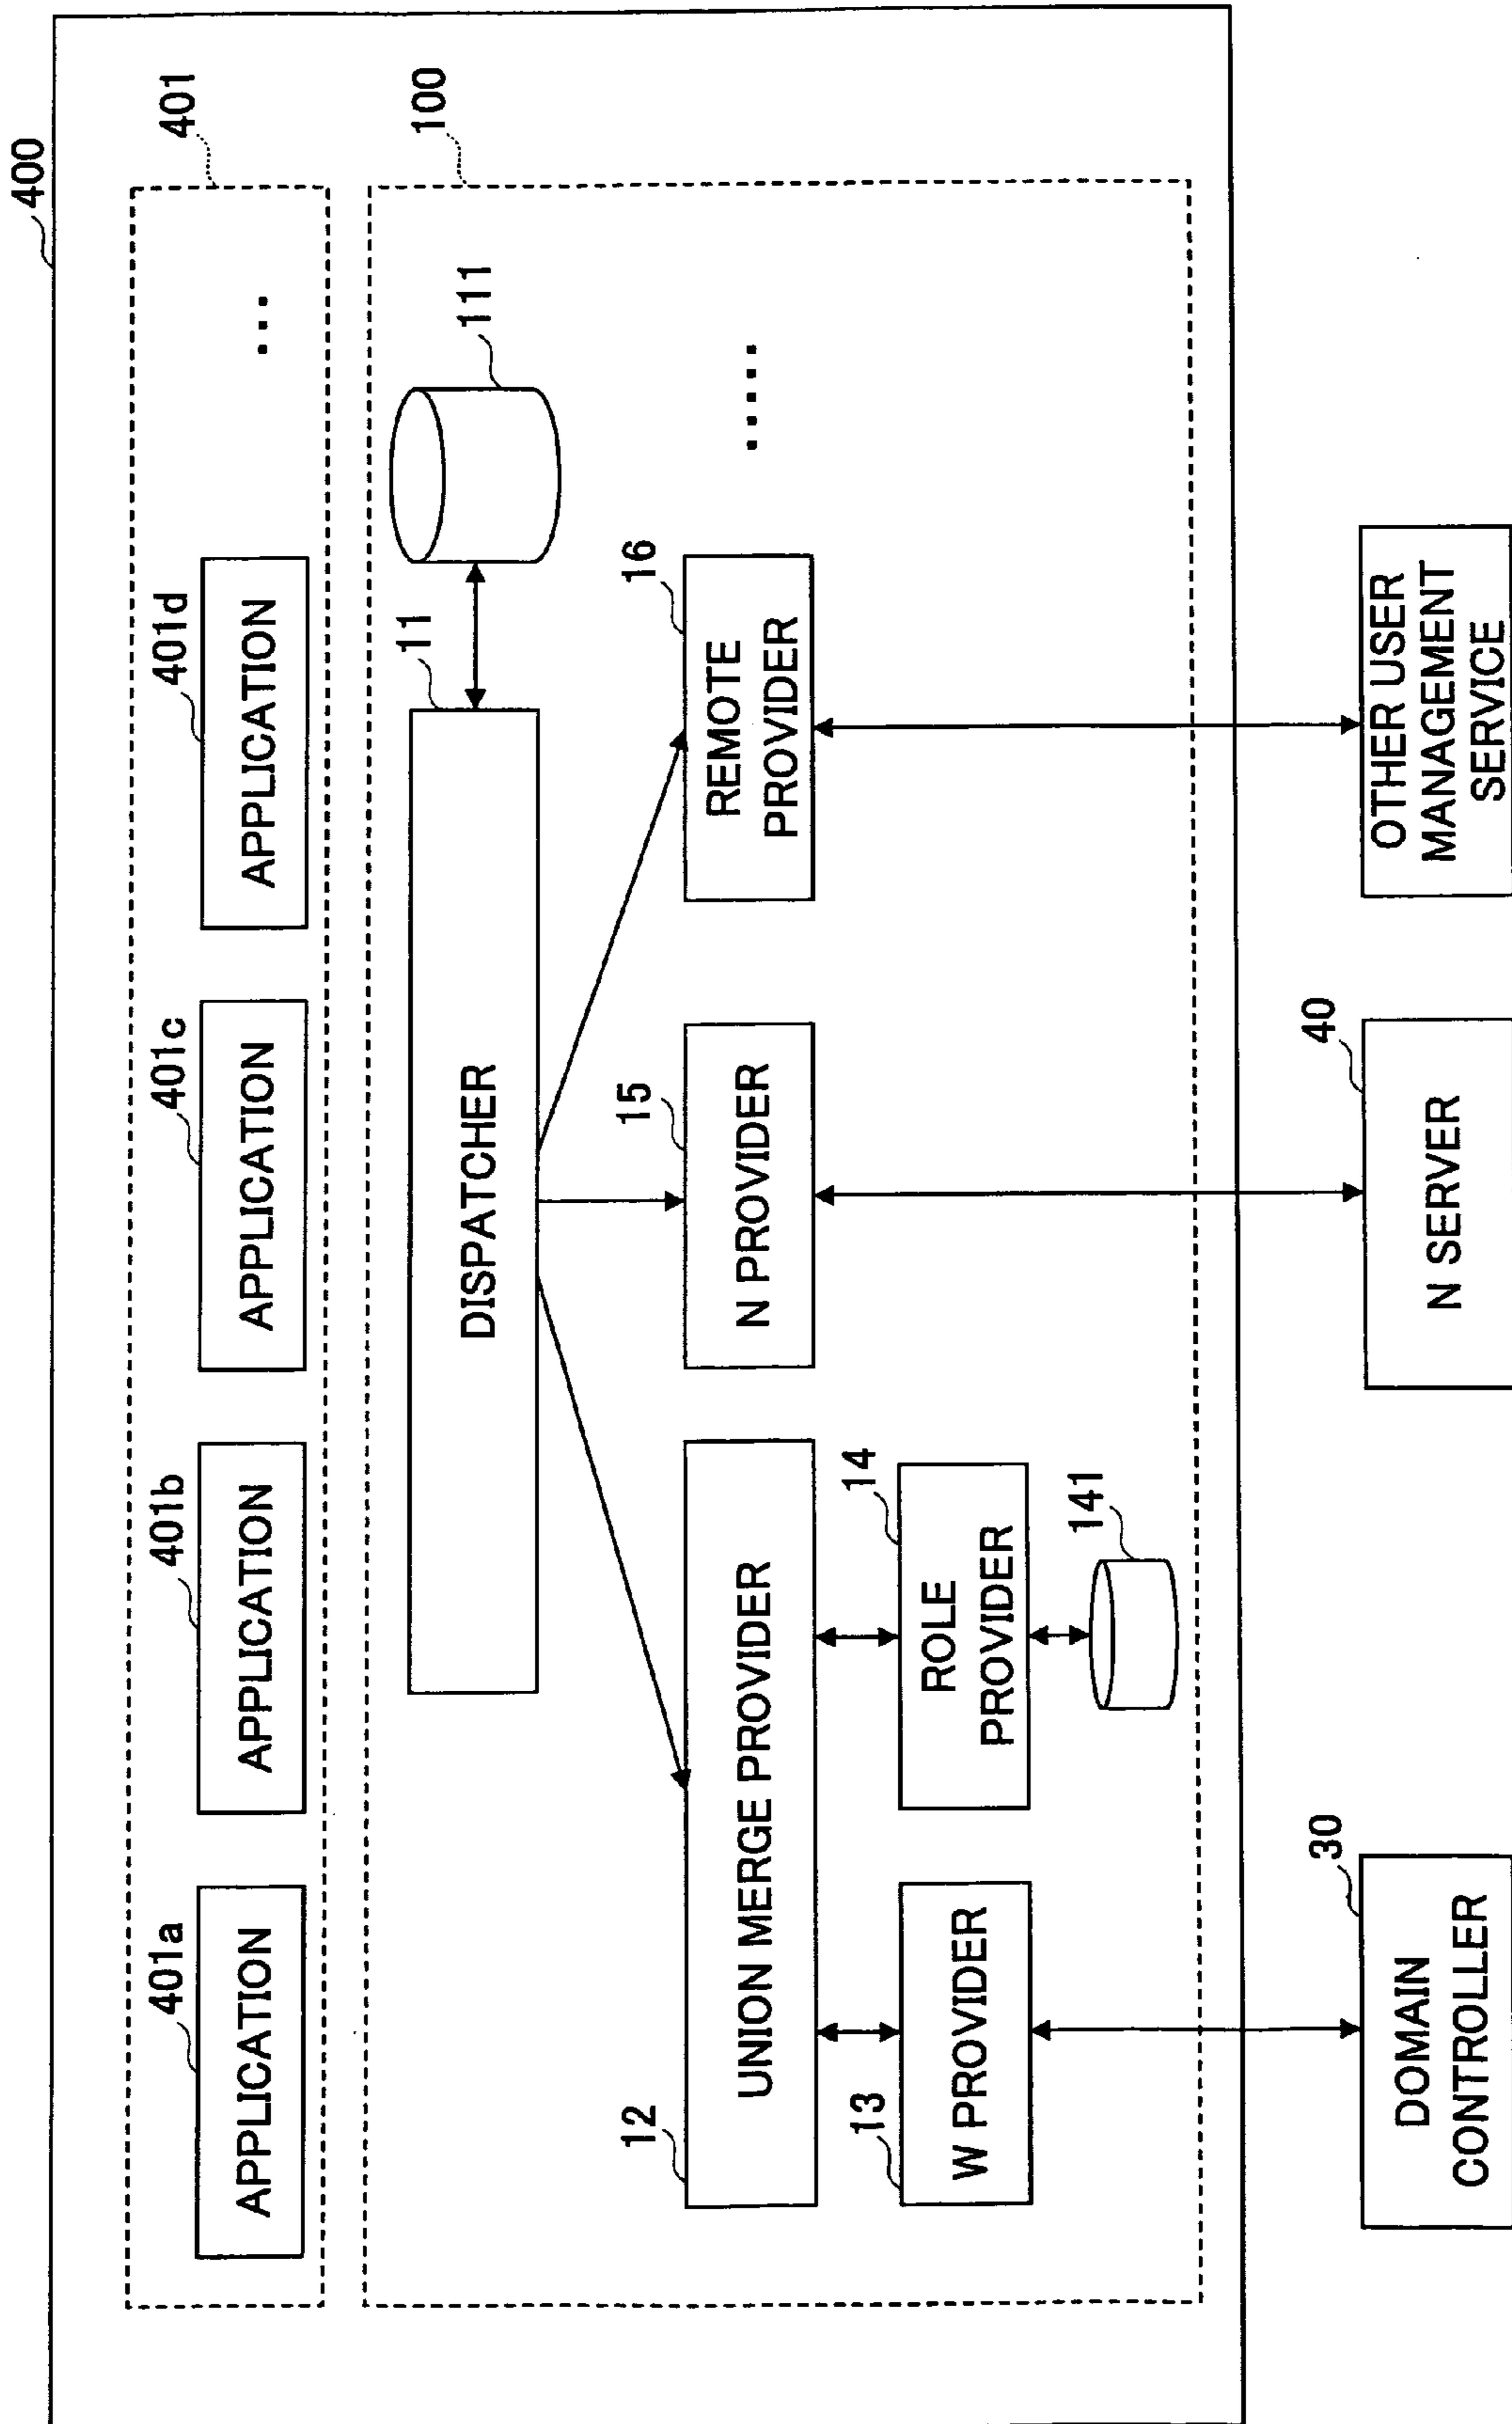 400
401
401a
401b
401c
401d
APPLICATION
APPLICATION
APPLICATION
APPLICATION
...
100
11
111
DISPATCHER
12
15
16
UNION MERGE PROVIDER
N PROVIDER
REMOTE
PROVIDER
.....
13
14
W PROVIDER
ROLE
PROVIDER
141
30
40
DOMAIN
CONTROLLER
N SERVER
OTHER USER
MANAGEMENT
SERVICE